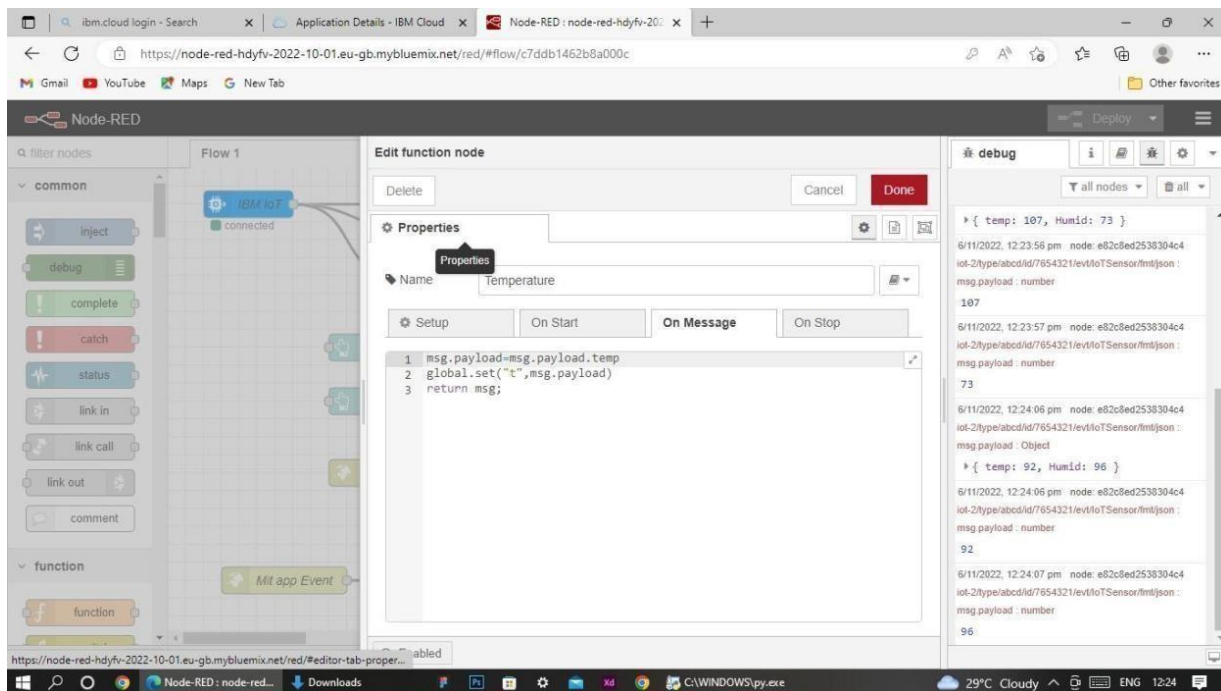 ibm.cloud login - Search
Application Details - IBM Cloud
Node-RED : node-red-hdyfv-202
https://node-red-hdyfv-2022-10-01.eu-gb.mybluemix.net/red/#flow/c7ddb1462b8a000c
Gmail YouTube Maps New Tab Other favorites
Node-RED Deploy
filter nodes
common
inject
debug
complete
catch
status
link in
link call
link out
comment
function
function
Flow 1
IBM IoT
connected
Mit app Event
Edit function node
Delete Cancel Done
Properties
Properties
Name Temperature
Setup On Start On Message On Stop
1 msg.payload=msg.payload.temp
2 global.set("t",msg.payload)
3 return msg;
debug
all nodes all
{ temp: 107, Humid: 73 }
6/11/2022, 12:23:56 pm node: e82c8ed2538304c4
iot-2/type/abcd/id/7654321/evt/IoTSensor/fmt/json :
msg.payload : number
107
6/11/2022, 12:23:57 pm node: e82c8ed2538304c4
iot-2/type/abcd/id/7654321/evt/IoTSensor/fmt/json :
msg.payload : number
73
6/11/2022, 12:24:06 pm node: e82c8ed2538304c4
iot-2/type/abcd/id/7654321/evt/IoTSensor/fmt/json :
msg.payload : Object
{ temp: 92, Humid: 96 }
6/11/2022, 12:24:06 pm node: e82c8ed2538304c4
iot-2/type/abcd/id/7654321/evt/IoTSensor/fmt/json :
msg.payload : number
92
6/11/2022, 12:24:07 pm node: e82c8ed2538304c4
iot-2/type/abcd/id/7654321/evt/IoTSensor/fmt/json :
msg.payload : number
96
https://node-red-hdyfv-2022-10-01.eu-gb.mybluemix.net/red/#editor-tab-proper...
Node-RED : node-red... Downloads C:\WINDOWS\py.exe 29°C Cloudy ENG 12:24